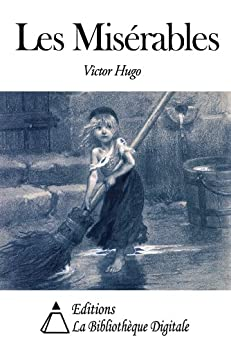 Les Misérables
Victor Hugo
Editions
La Bibliothèque Digitale